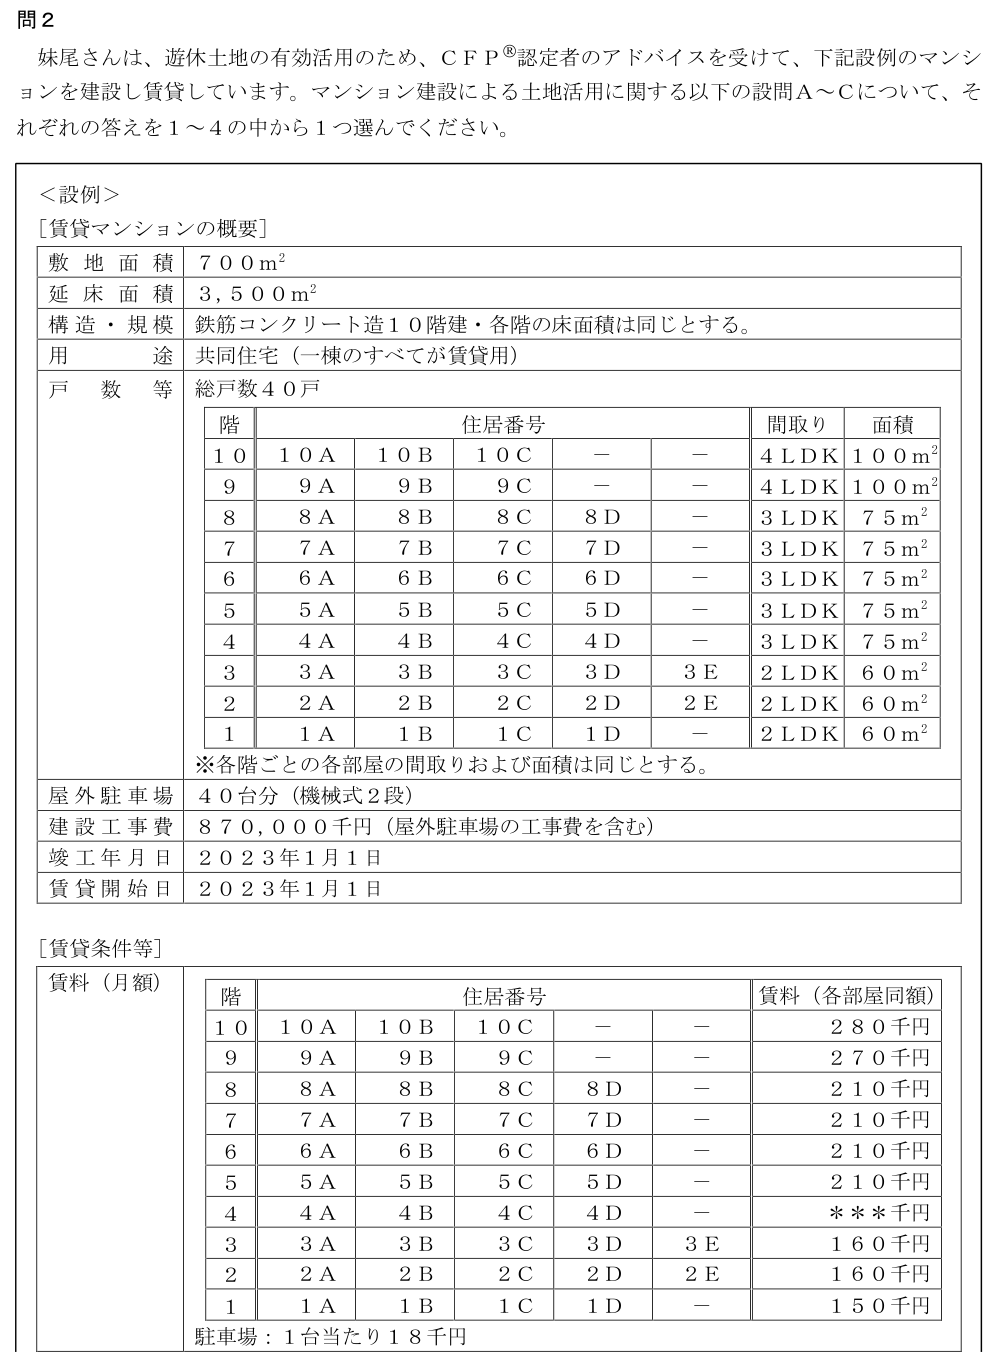 問２
妹尾さんは、遊休土地の有効活用のため、ＣＦＰ®認定者のアドバイスを受けて、下記設例のマンシ
ョンを建設し賃貸しています。マンション建設による土地活用に関する以下の設問Ａ～Ｃについて、そ
れぞれの答えを１～４の中から１つ選んでください。
＜設例＞
［賃貸マンションの概要］
敷地面積 ７００m²
延床面積 ３，５００m²
構造・規模 鉄筋コンクリート造１０階建・各階の床面積は同じとする。
用途 共同住宅（一棟のすべてが賃貸用）
戸数等 総戸数４０戸
階 住居番号 間取り 面積
１０ １０Ａ １０Ｂ １０Ｃ － － ４ＬＤＫ １００m²
９ ９Ａ ９Ｂ ９Ｃ － － ４ＬＤＫ １００m²
８ ８Ａ ８Ｂ ８Ｃ ８Ｄ － ３ＬＤＫ ７５m²
７ ７Ａ ７Ｂ ７Ｃ ７Ｄ － ３ＬＤＫ ７５m²
６ ６Ａ ６Ｂ ６Ｃ ６Ｄ － ３ＬＤＫ ７５m²
５ ５Ａ ５Ｂ ５Ｃ ５Ｄ － ３ＬＤＫ ７５m²
４ ４Ａ ４Ｂ ４Ｃ ４Ｄ － ３ＬＤＫ ７５m²
３ ３Ａ ３Ｂ ３Ｃ ３Ｄ ３Ｅ ２ＬＤＫ ６０m²
２ ２Ａ ２Ｂ ２Ｃ ２Ｄ ２Ｅ ２ＬＤＫ ６０m²
１ １Ａ １Ｂ １Ｃ １Ｄ － ２ＬＤＫ ６０m²
※各階ごとの各部屋の間取りおよび面積は同じとする。
屋外駐車場 ４０台分（機械式２段）
建設工事費 ８７０，０００千円（屋外駐車場の工事費を含む）
竣工年月日 ２０２３年１月１日
賃貸開始日 ２０２３年１月１日
［賃貸条件等］
賃料（月額）
階 住居番号 賃料（各部屋同額）
１０ １０Ａ １０Ｂ １０Ｃ － － ２８０千円
９ ９Ａ ９Ｂ ９Ｃ － － ２７０千円
８ ８Ａ ８Ｂ ８Ｃ ８Ｄ － ２１０千円
７ ７Ａ ７Ｂ ７Ｃ ７Ｄ － ２１０千円
６ ６Ａ ６Ｂ ６Ｃ ６Ｄ － ２１０千円
５ ５Ａ ５Ｂ ５Ｃ ５Ｄ － ２１０千円
４ ４Ａ ４Ｂ ４Ｃ ４Ｄ － ＊＊＊千円
３ ３Ａ ３Ｂ ３Ｃ ３Ｄ ３Ｅ １６０千円
２ ２Ａ ２Ｂ ２Ｃ ２Ｄ ２Ｅ １６０千円
１ １Ａ １Ｂ １Ｃ １Ｄ － １５０千円
駐車場：１台当たり１８千円